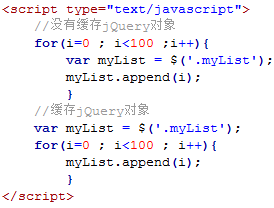 <script type="text/javascript">
//没有缓存jQuery对象
for(i=0 ; i<100 ;i++){
var myList = $('.myList');
myList.append(i);
}
//缓存jQuery对象
var myList = $('.myList');
for(i=0 ; i<100 ; i++){
myList.append(i);
}
</script>